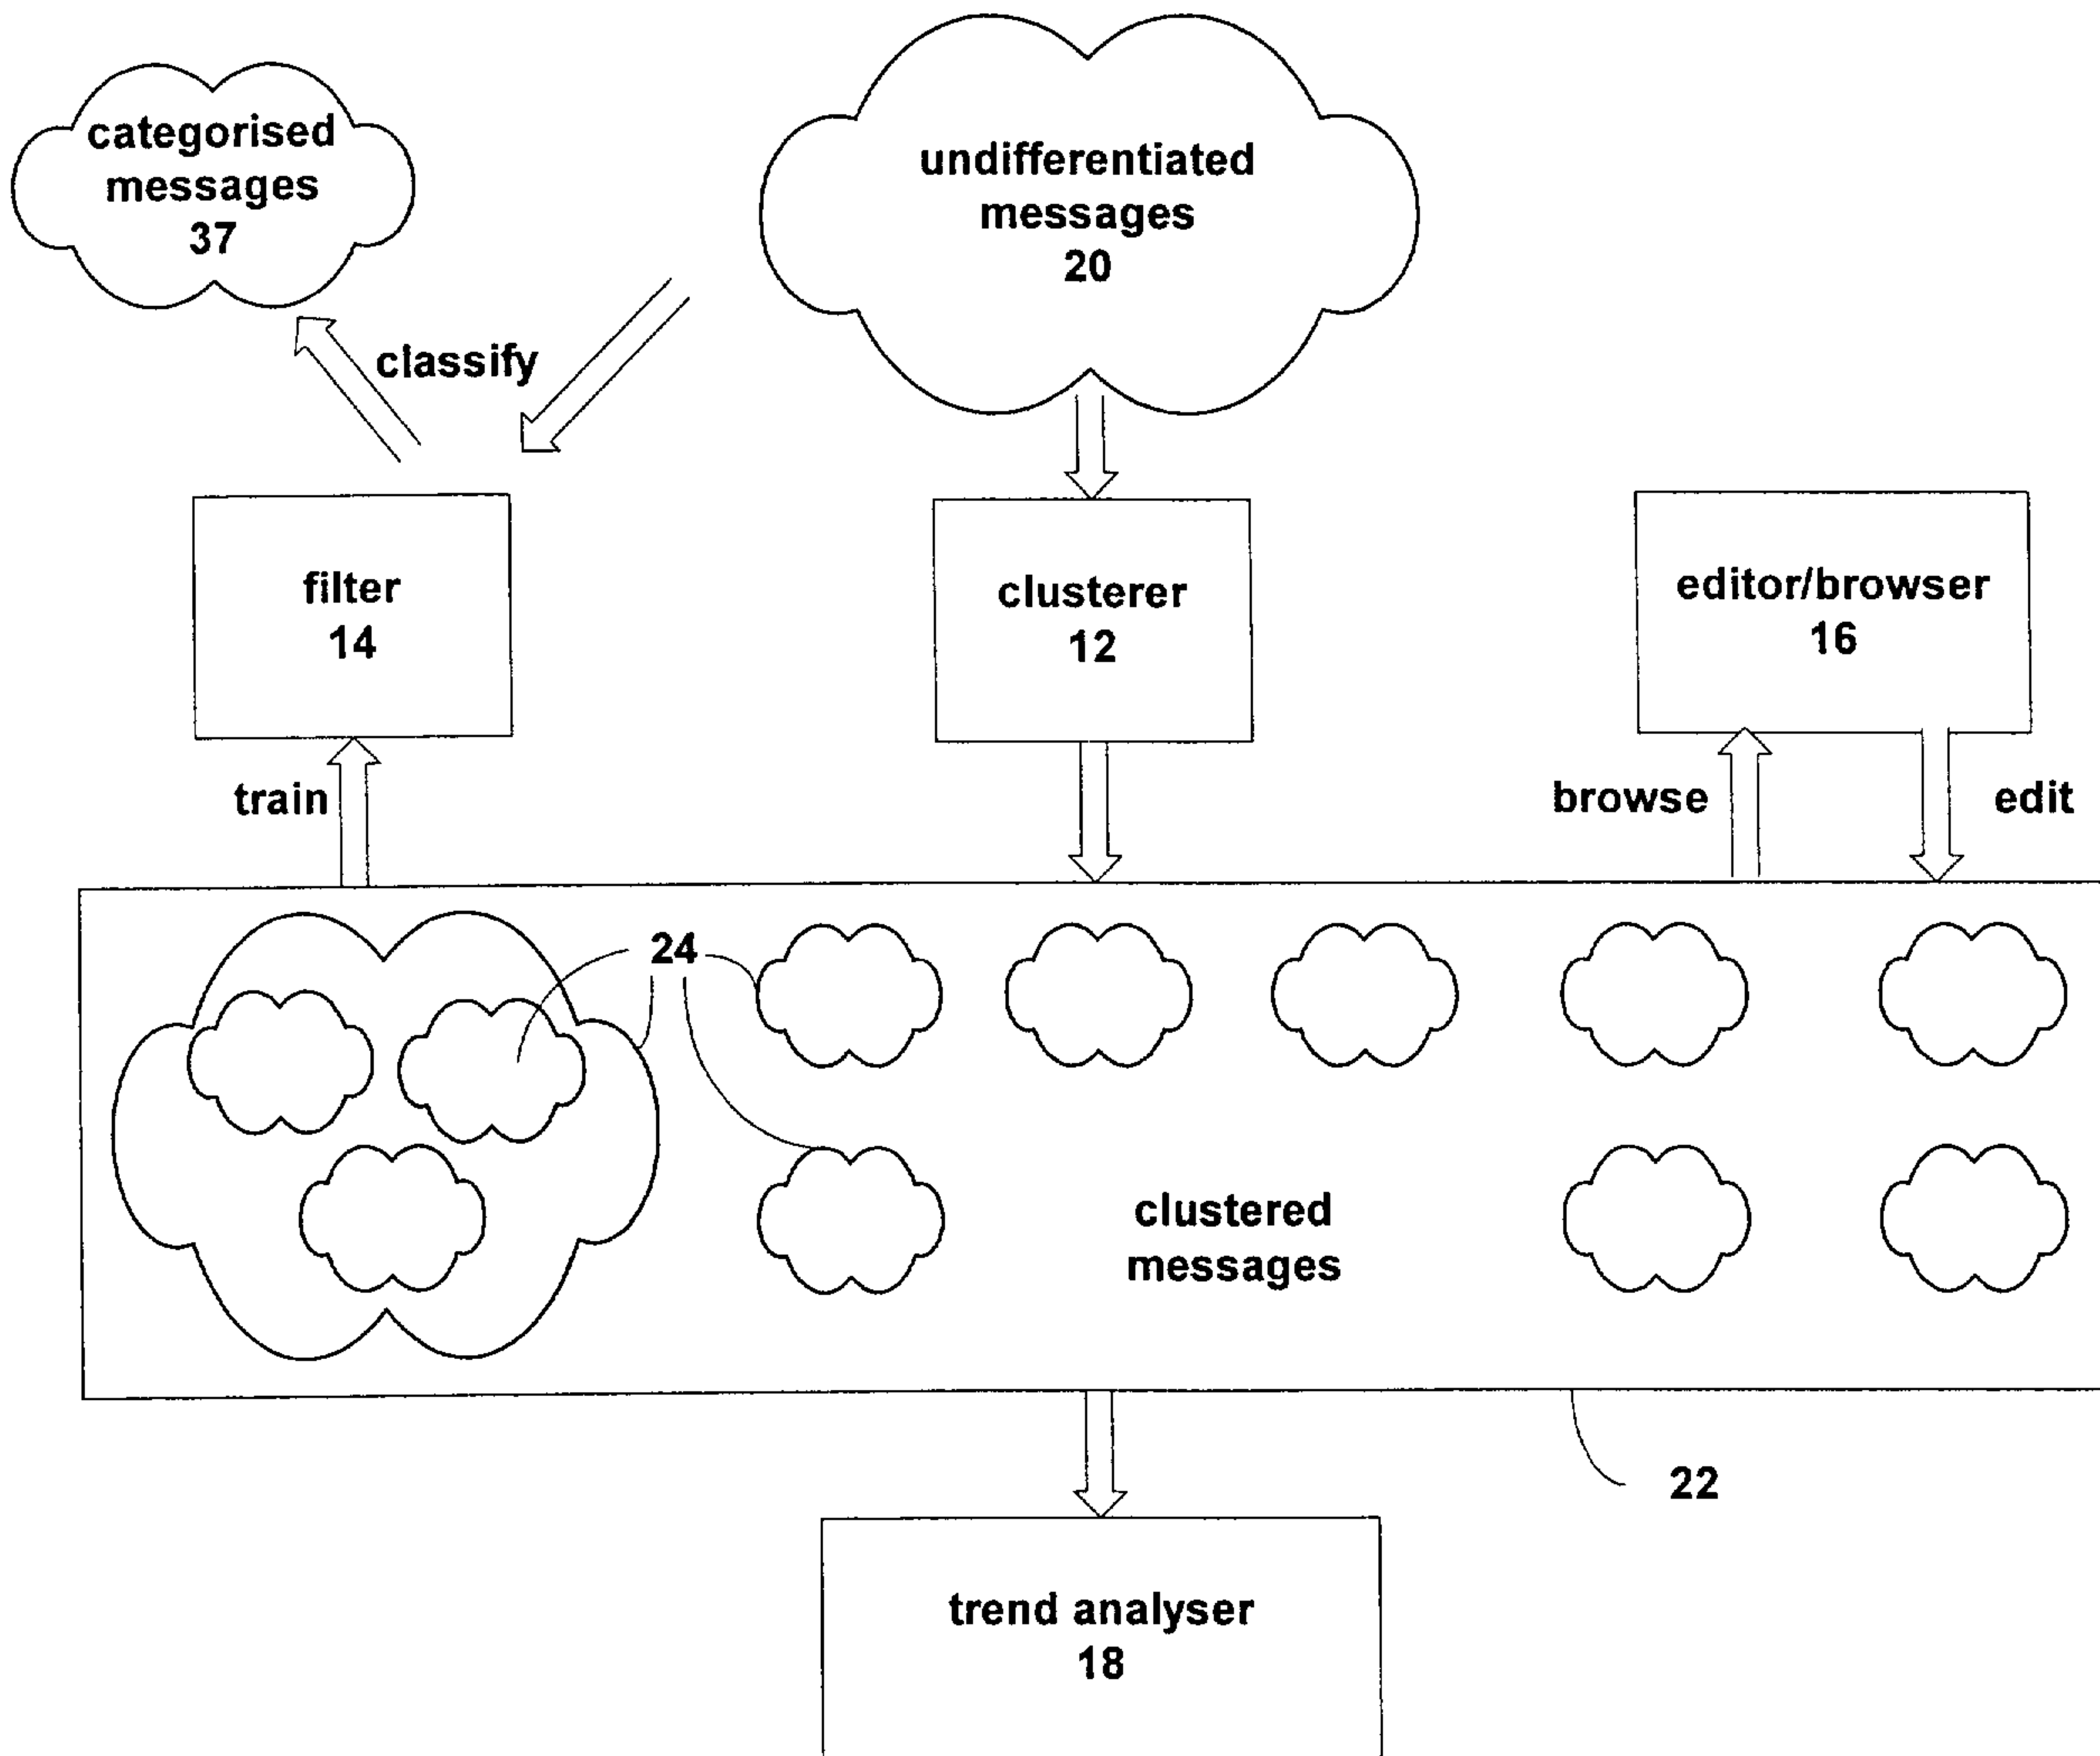 categorised
messages
37
undifferentiated
messages
20
classify
filter
14
clusterer
12
editor/browser
16
train
browse
edit
24
clustered
messages
22
trend analyser
18